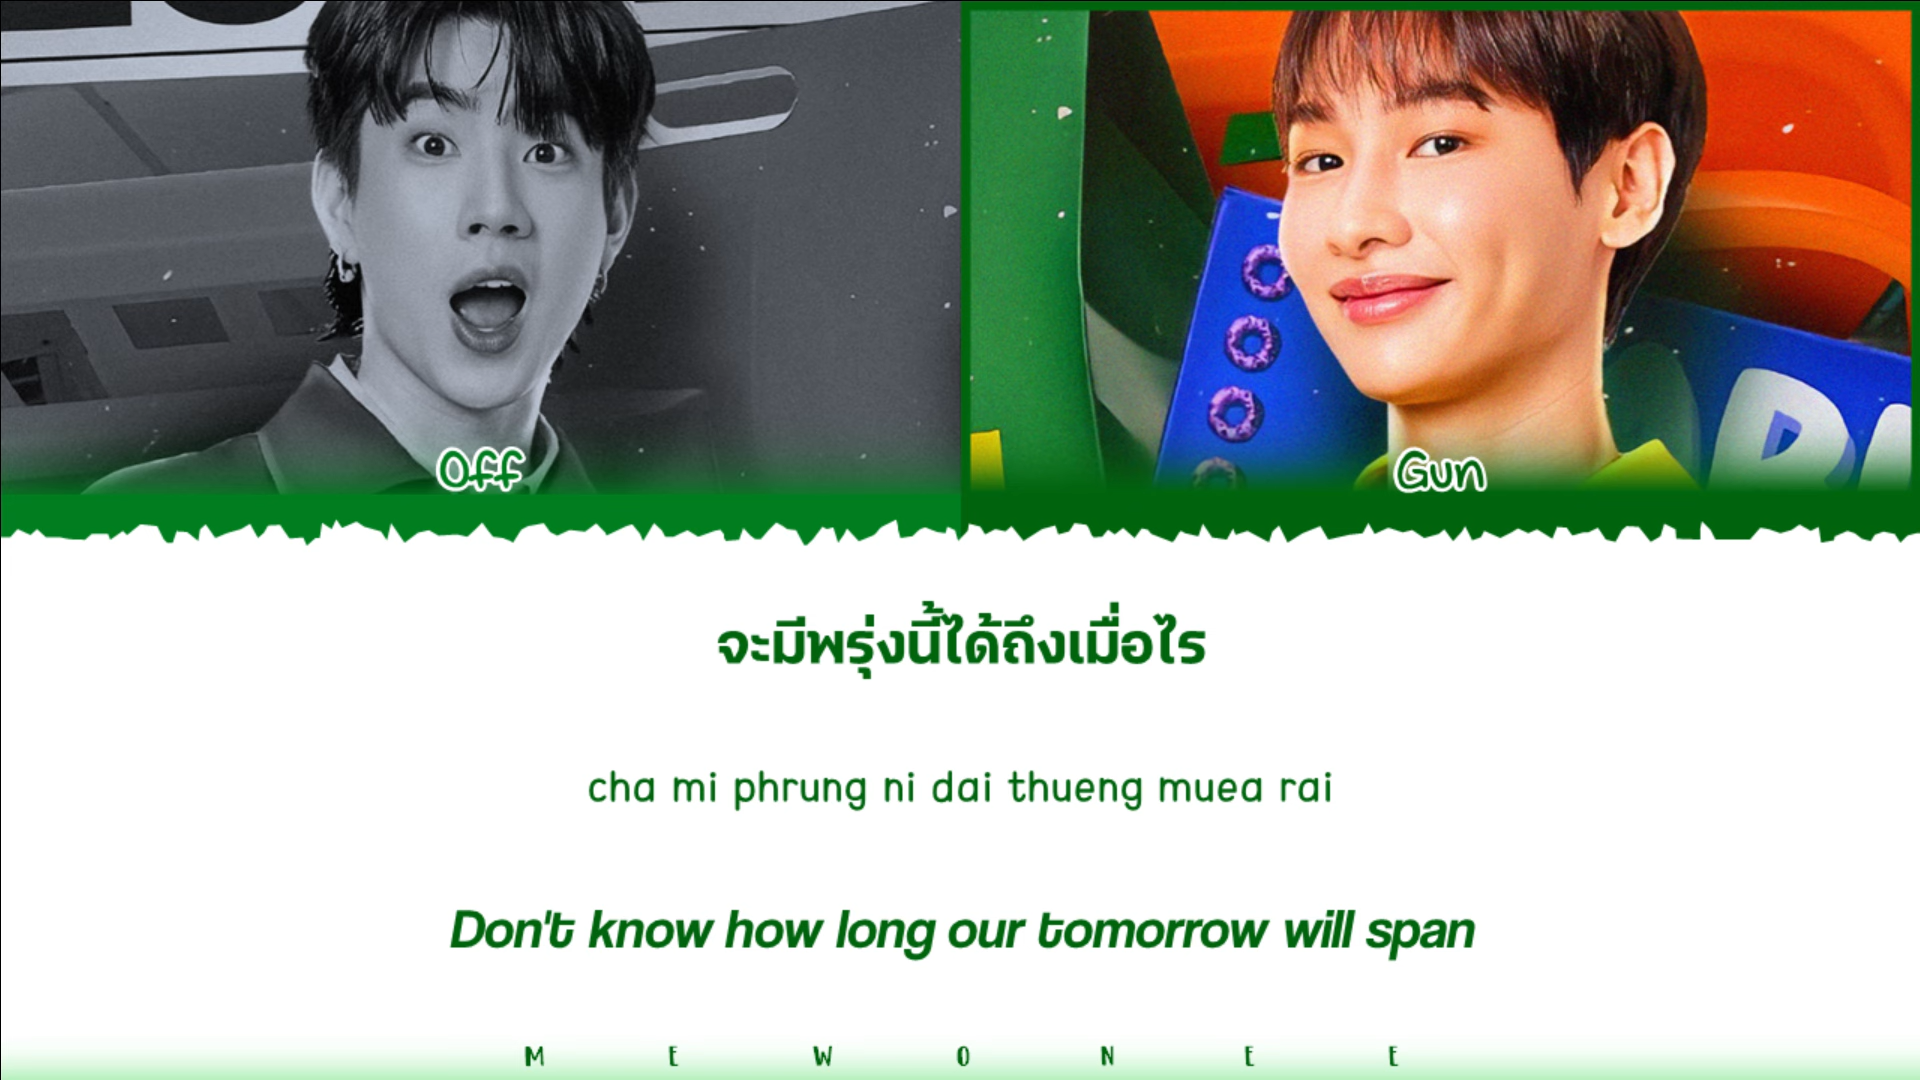 Off
Gun
จะมีพรุ่งนี้ได้ถึงเมื่อไร
cha mi phrung ni dai thueng muea rai
Don't know how long our tomorrow will span
M E W O N E E